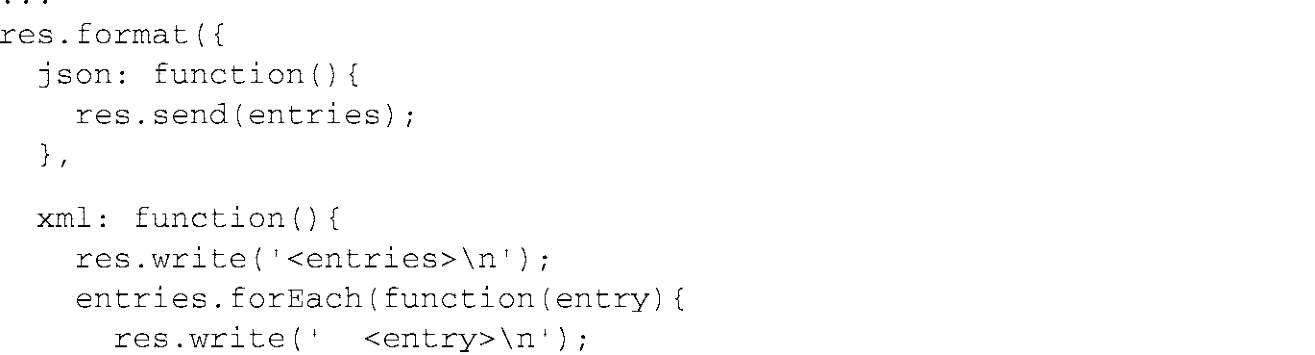 ...
res.format({
  json: function(){
    res.send(entries);
  },
  xml: function(){
    res.write('<entries>\n');
    entries.forEach(function(entry){
      res.write('  <entry>\n');